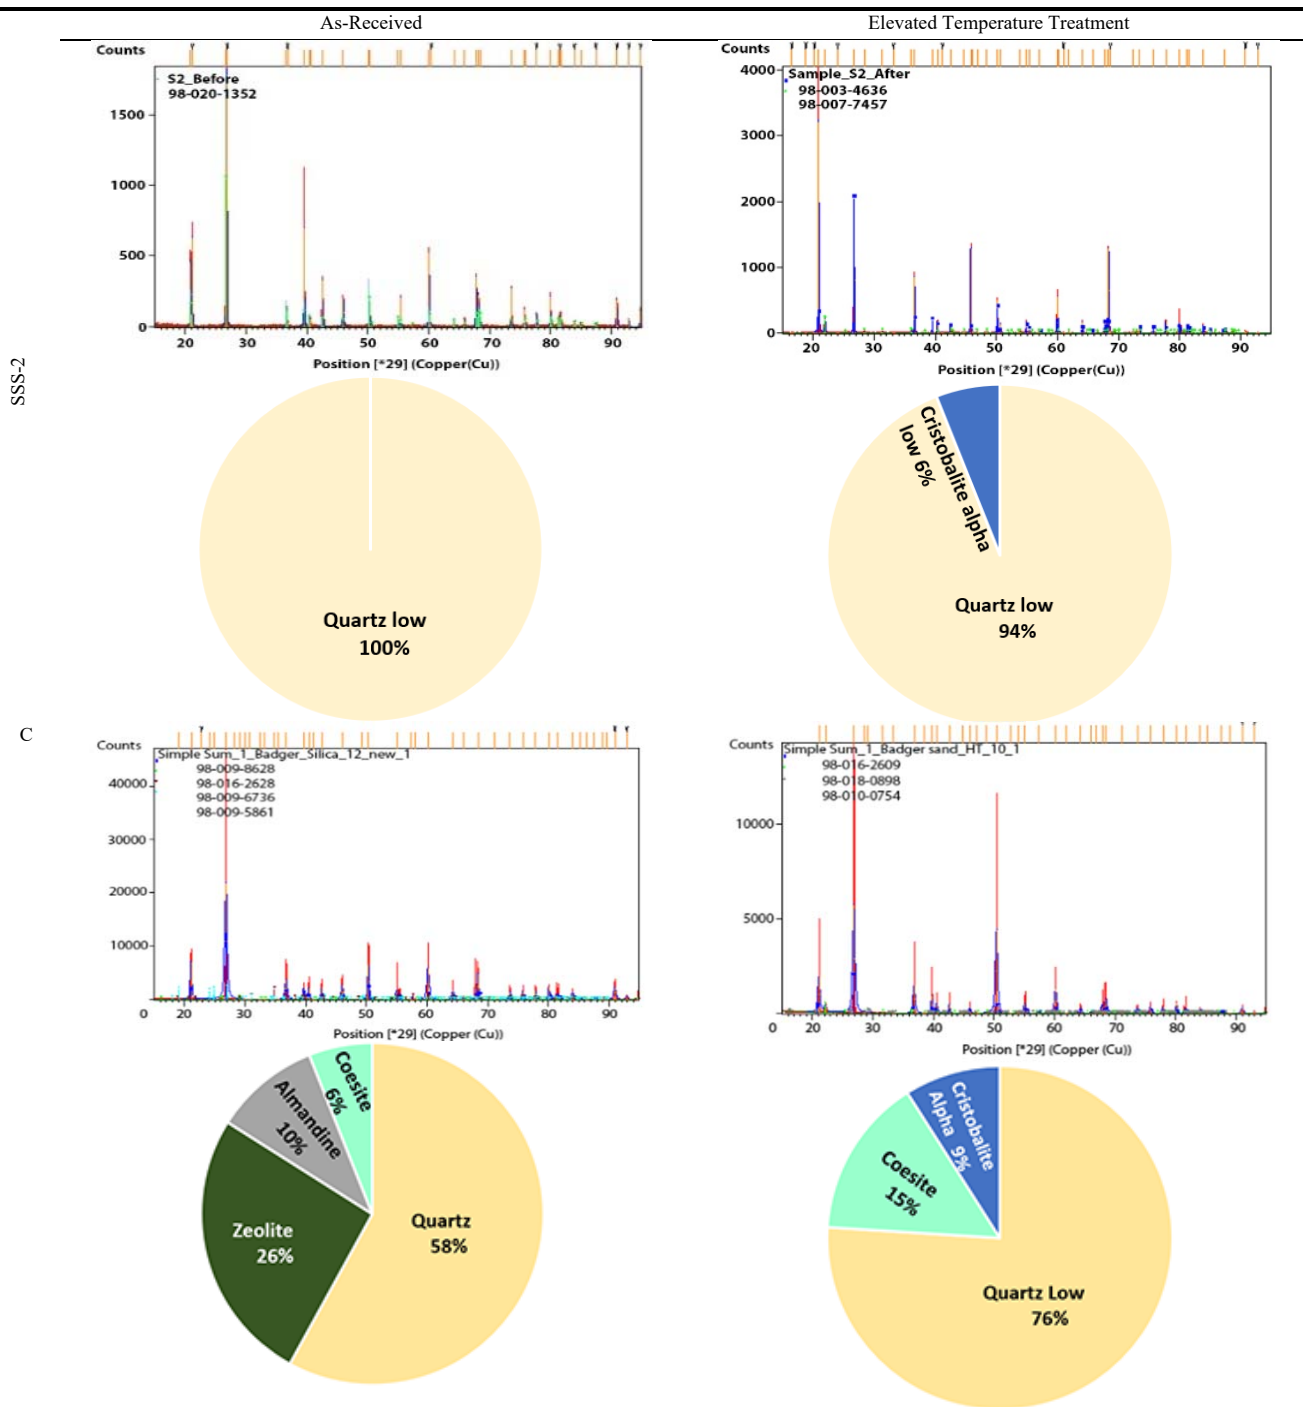 As-Received
Elevated Temperature Treatment
SSS-2
Counts
S2_Before
98-020-1352
1500
1000
500
0
20 30 40 50 60 70 80 90
Position [*29] (Copper(Cu))
Counts
4000
Sample_S2_After
98-003-4636
98-007-7457
3000
2000
1000
0
20 30 40 50 60 70 80 90
Position [*29] (Copper(Cu))
Quartz low
100%
Cristobalite alpha
low 6%
Quartz low
94%
C
Counts
Simple Sum_1_Badger_Silica_12_new_1
98-009-8628
98-016-2628
98-009-6736
98-009-5861
40000
30000
20000
10000
0 20 30 40 50 60 70 80 90
Position [*29] (Copper (Cu))
Counts
Simple Sum_1_Badger sand_HT_10_1
98-016-2609
98-018-0898
98-010-0754
10000
5000
0 20 30 40 50 60 70 80 90
Position [*29] (Copper (Cu))
Coesite
6%
Almandine
10%
Zeolite
26%
Quartz
58%
Cristobalite
Alpha 9%
Coesite
15%
Quartz Low
76%